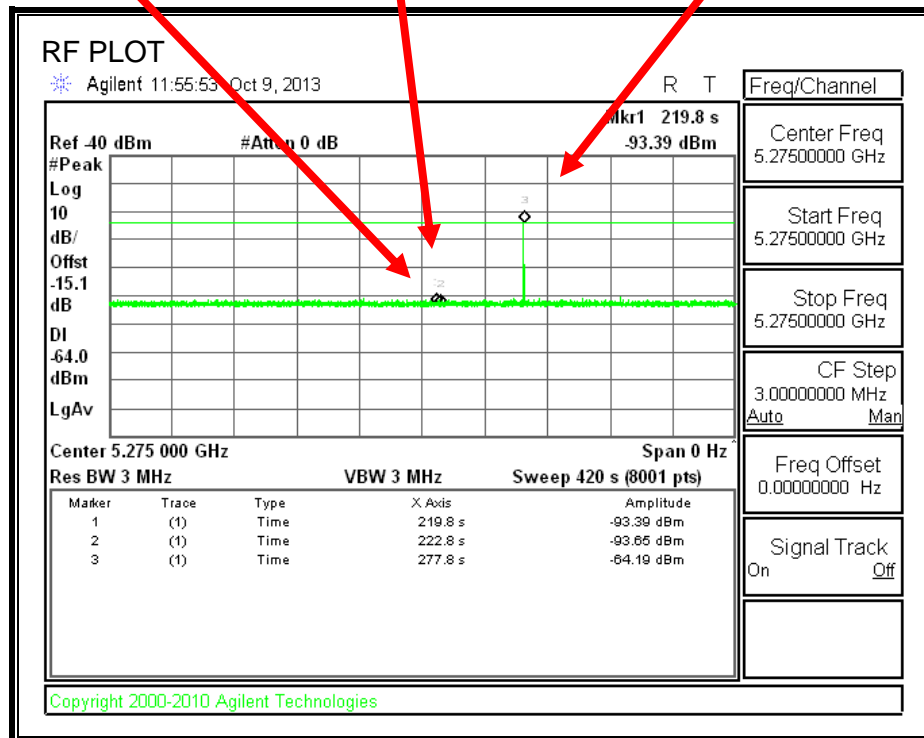 RF PLOT
Agilent 11:55:53 Oct 9, 2013 R T
Freq/Channel
Mkr1 219.8 s
Ref -40 dBm #Atten 0 dB -93.39 dBm
#Peak
Log
10
dB/
Offst
-15.1
dB
DI
-64.0
dBm
LgAv
3
2
Center 5.275 000 GHz Span 0 Hz
Res BW 3 MHz VBW 3 MHz Sweep 420 s (8001 pts)
Marker Trace Type X Axis Amplitude
1 (1) Time 219.8 s -93.39 dBm
2 (1) Time 222.8 s -93.65 dBm
3 (1) Time 277.8 s -64.19 dBm
Center Freq
5.27500000 GHz
Start Freq
5.27500000 GHz
Stop Freq
5.27500000 GHz
CF Step
3.00000000 MHz
Auto Man
Freq Offset
0.00000000 Hz
Signal Track
On Off
Copyright 2000-2010 Agilent Technologies